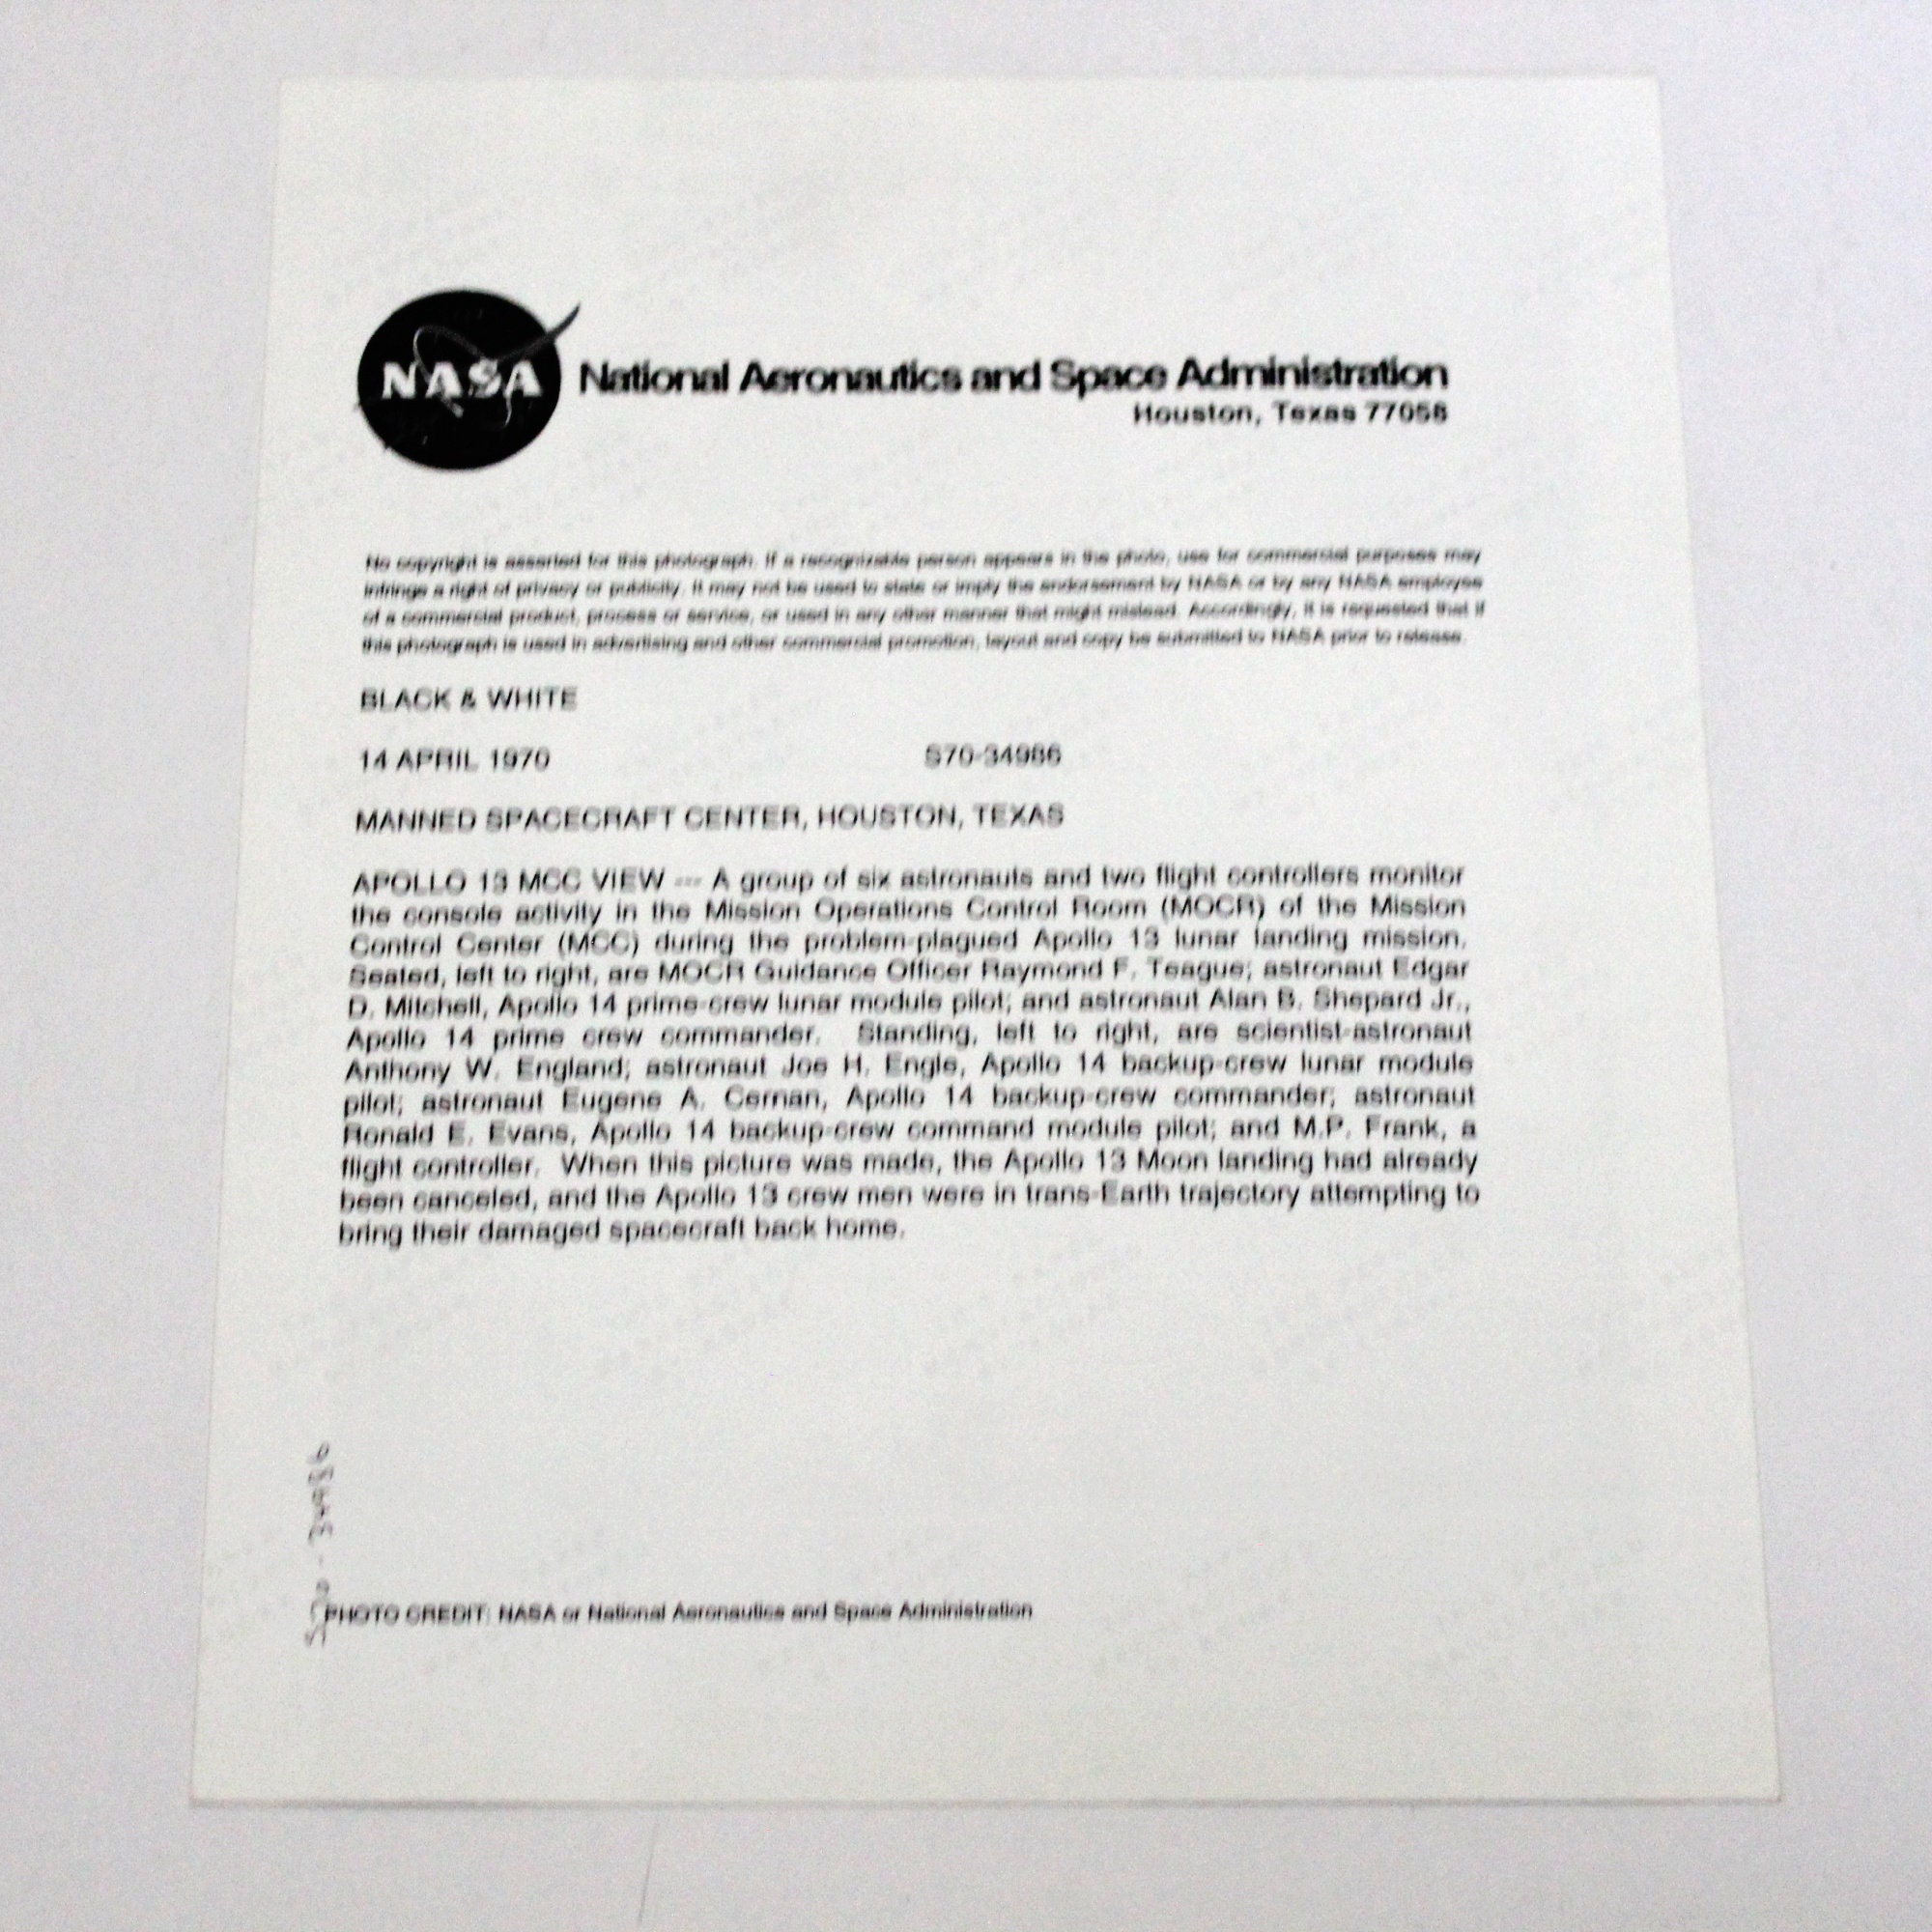 NASA
National Aeronautics and Space Administration
Houston, Texas 77058
No copyright is asserted for this photograph. If a recognizable person appears in the photo, use for commercial purposes may
infringe a right of privacy or publicity. It may not be used to state or imply the endorsement by NASA or by any NASA employee
of a commercial product, process or service, or used in any other manner that might mislead. Accordingly, it is requested that if
this photograph is used in advertising and other commercial promotion, layout and copy be submitted to NASA prior to release.
BLACK & WHITE
14 APRIL 1970 S70-34986
MANNED SPACECRAFT CENTER, HOUSTON, TEXAS
APOLLO 13 MCC VIEW --- A group of six astronauts and two flight controllers monitor
the console activity in the Mission Operations Control Room (MOCR) of the Mission
Control Center (MCC) during the problem-plagued Apollo 13 lunar landing mission.
Seated, left to right, are MOCR Guidance Officer Raymond F. Teague; astronaut Edgar
D. Mitchell, Apollo 14 prime-crew lunar module pilot; and astronaut Alan B. Shepard Jr.,
Apollo 14 prime crew commander. Standing, left to right, are scientist-astronaut
Anthony W. England; astronaut Joe H. Engle, Apollo 14 backup-crew lunar module
pilot; astronaut Eugene A. Cernan, Apollo 14 backup-crew commander; astronaut
Ronald E. Evans, Apollo 14 backup-crew command module pilot; and M.P. Frank, a
flight controller. When this picture was made, the Apollo 13 Moon landing had already
been canceled, and the Apollo 13 crew men were in trans-Earth trajectory attempting to
bring their damaged spacecraft back home.
S70-34986
PHOTO CREDIT: NASA or National Aeronautics and Space Administration